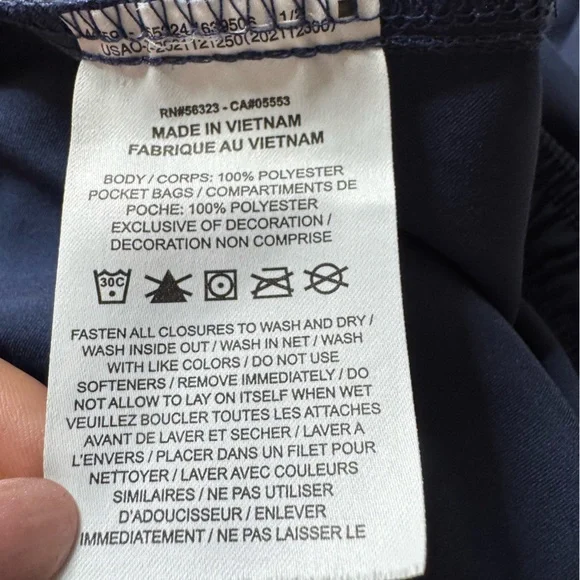 1/2
RN#56323 - CA#05553
MADE IN VIETNAM
FABRIQUE AU VIETNAM
BODY / CORPS: 100% POLYESTER
POCKET BAGS / COMPARTIMENTS DE
POCHE: 100% POLYESTER
EXCLUSIVE OF DECORATION /
DECORATION NON COMPRISE
30C
FASTEN ALL CLOSURES TO WASH AND DRY /
WASH INSIDE OUT / WASH IN NET / WASH
WITH LIKE COLORS / DO NOT USE
SOFTENERS / REMOVE IMMEDIATELY / DO
NOT ALLOW TO LAY ON ITSELF WHEN WET
VEUILLEZ BOUCLER TOUTES LES ATTACHES
AVANT DE LAVER ET SECHER / LAVER A
L'ENVERS / PLACER DANS UN FILET POUR
NETTOYER / LAVER AVEC COULEURS
SIMILAIRES / NE PAS UTILISER
D'ADOUCISSEUR / ENLEVER
IMMEDIATEMENT / NE PAS LAISSER LE